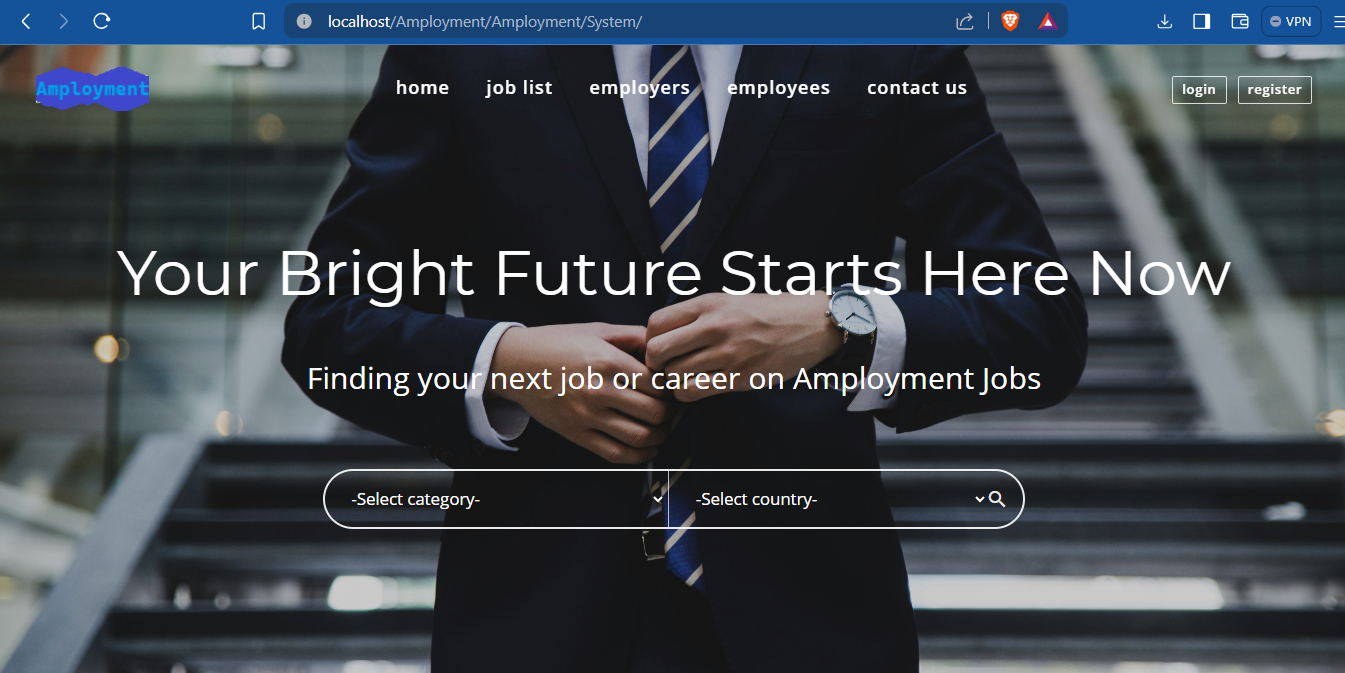 localhost/Amployment/Amployment/System/
VPN
Amployment
home job list employers employees contact us
login register
Your Bright Future Starts Here Now
Finding your next job or career on Amployment Jobs
-Select category- -Select country-